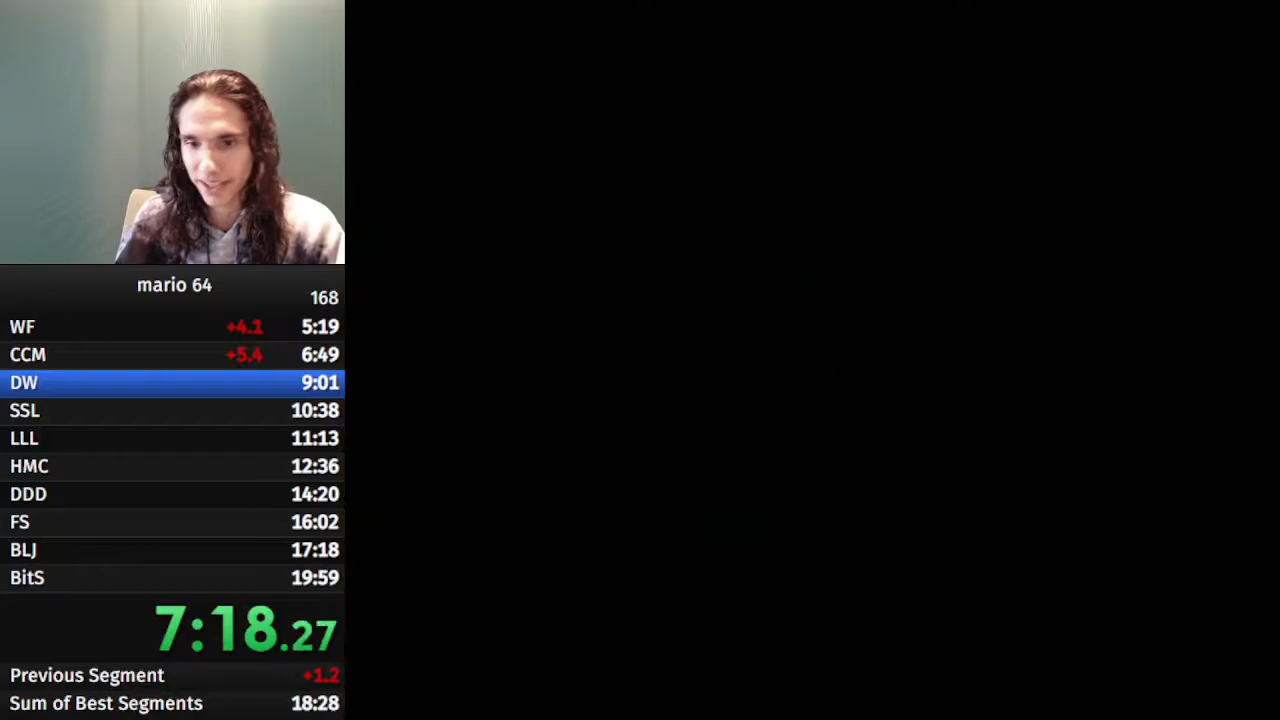 mario 64
168
WF +4.1 5:19
CCM +5.4 6:49
DW 9:01
SSL 10:38
LLL 11:13
HMC 12:36
DDD 14:20
FS 16:02
BLJ 17:18
BitS 19:59
7:18.27
Previous Segment +1.2
Sum of Best Segments 18:28